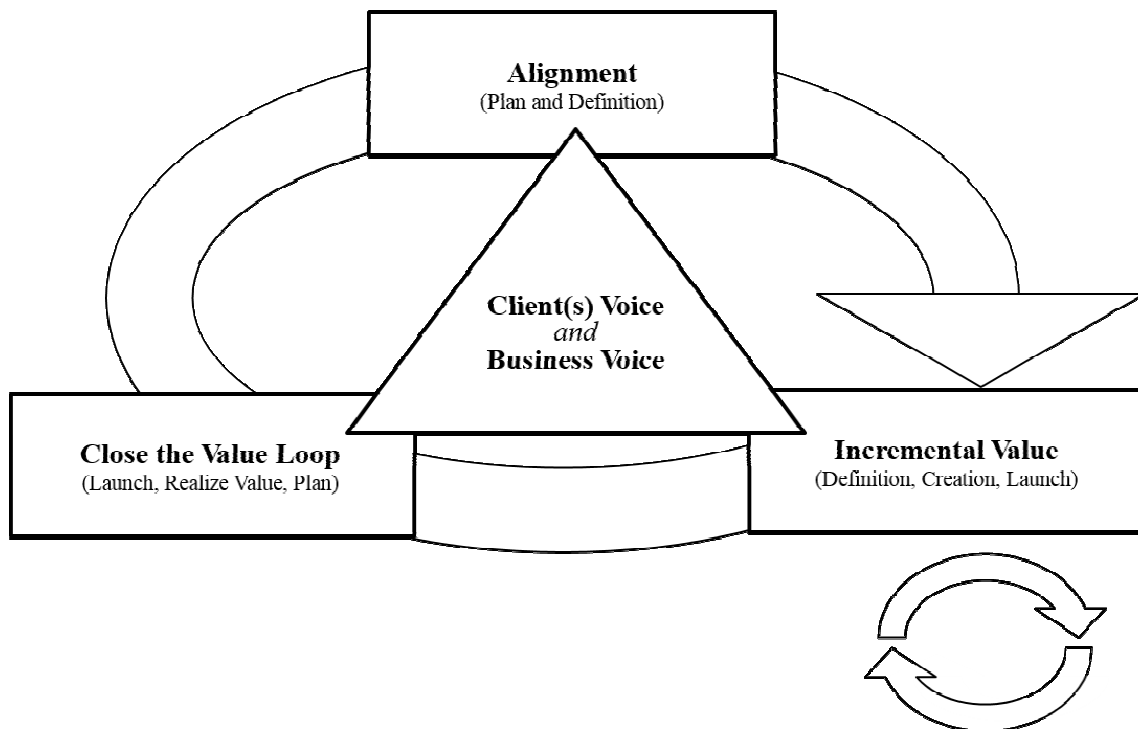 Alignment
(Plan and Definition)
Client(s) Voice
and
Business Voice
Close the Value Loop
(Launch, Realize Value, Plan)
Incremental Value
(Definition, Creation, Launch)